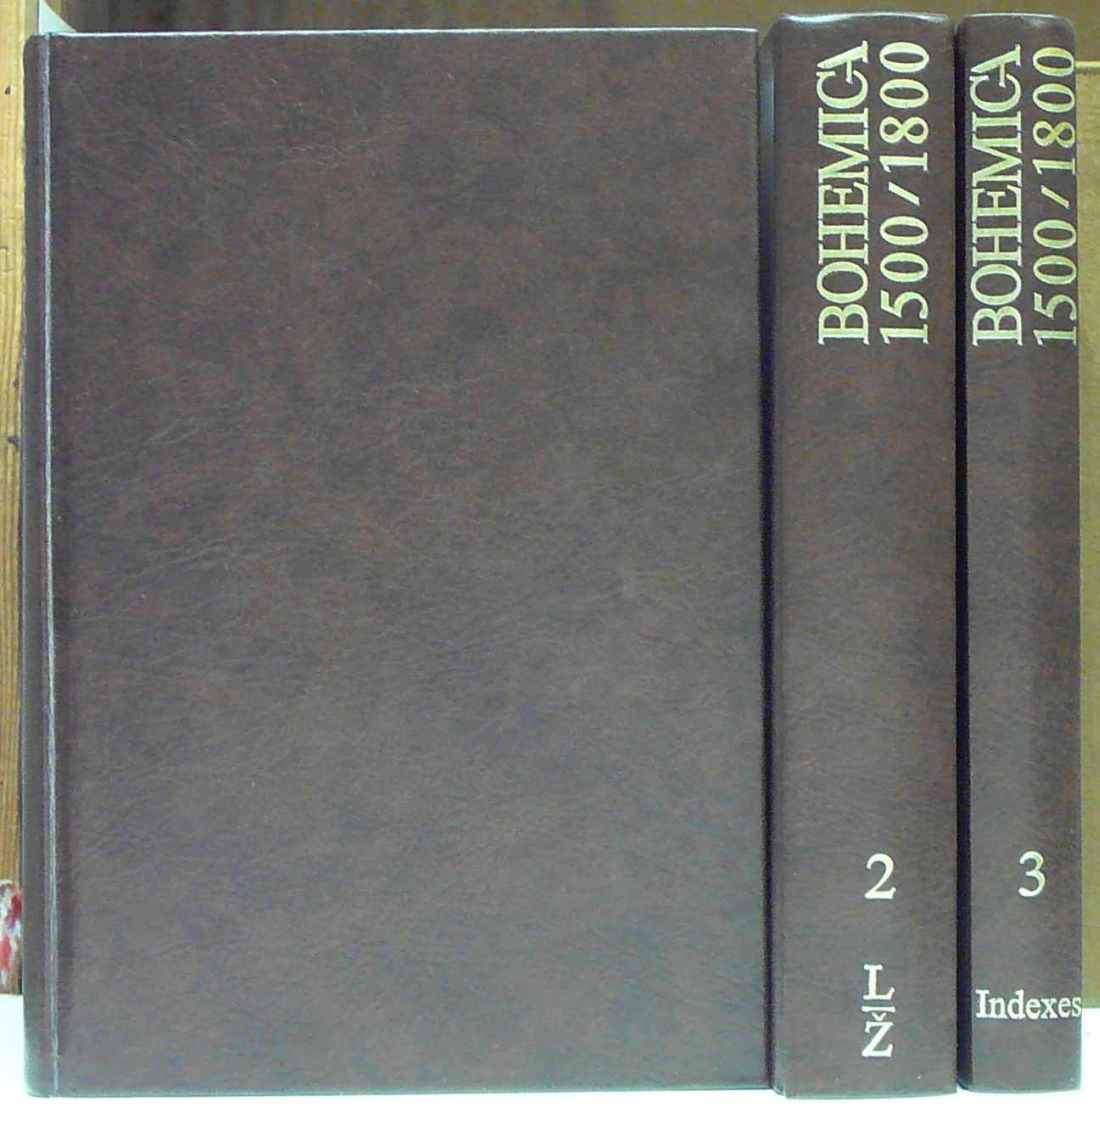 BOHEMICA
1500/1800
2
L
Ž
BOHEMICA
1500/1800
3
Indexes